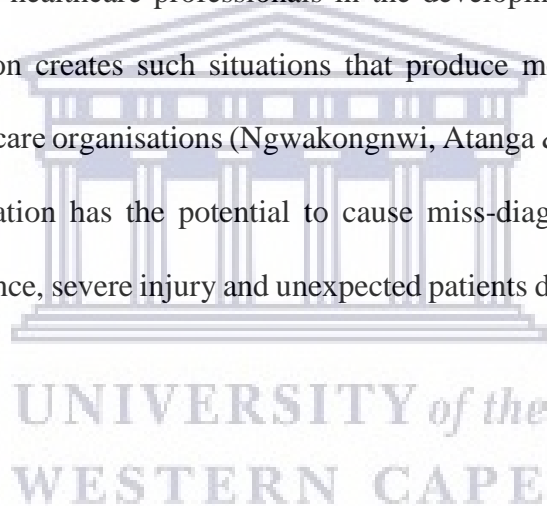 healthcare professionals in the developm
on creates such situations that produce m
care organisations (Ngwakongnwi, Atanga &
ation has the potential to cause miss-diag
nce, severe injury and unexpected patients d
UNIVERSITY of the
WESTERN CAPE